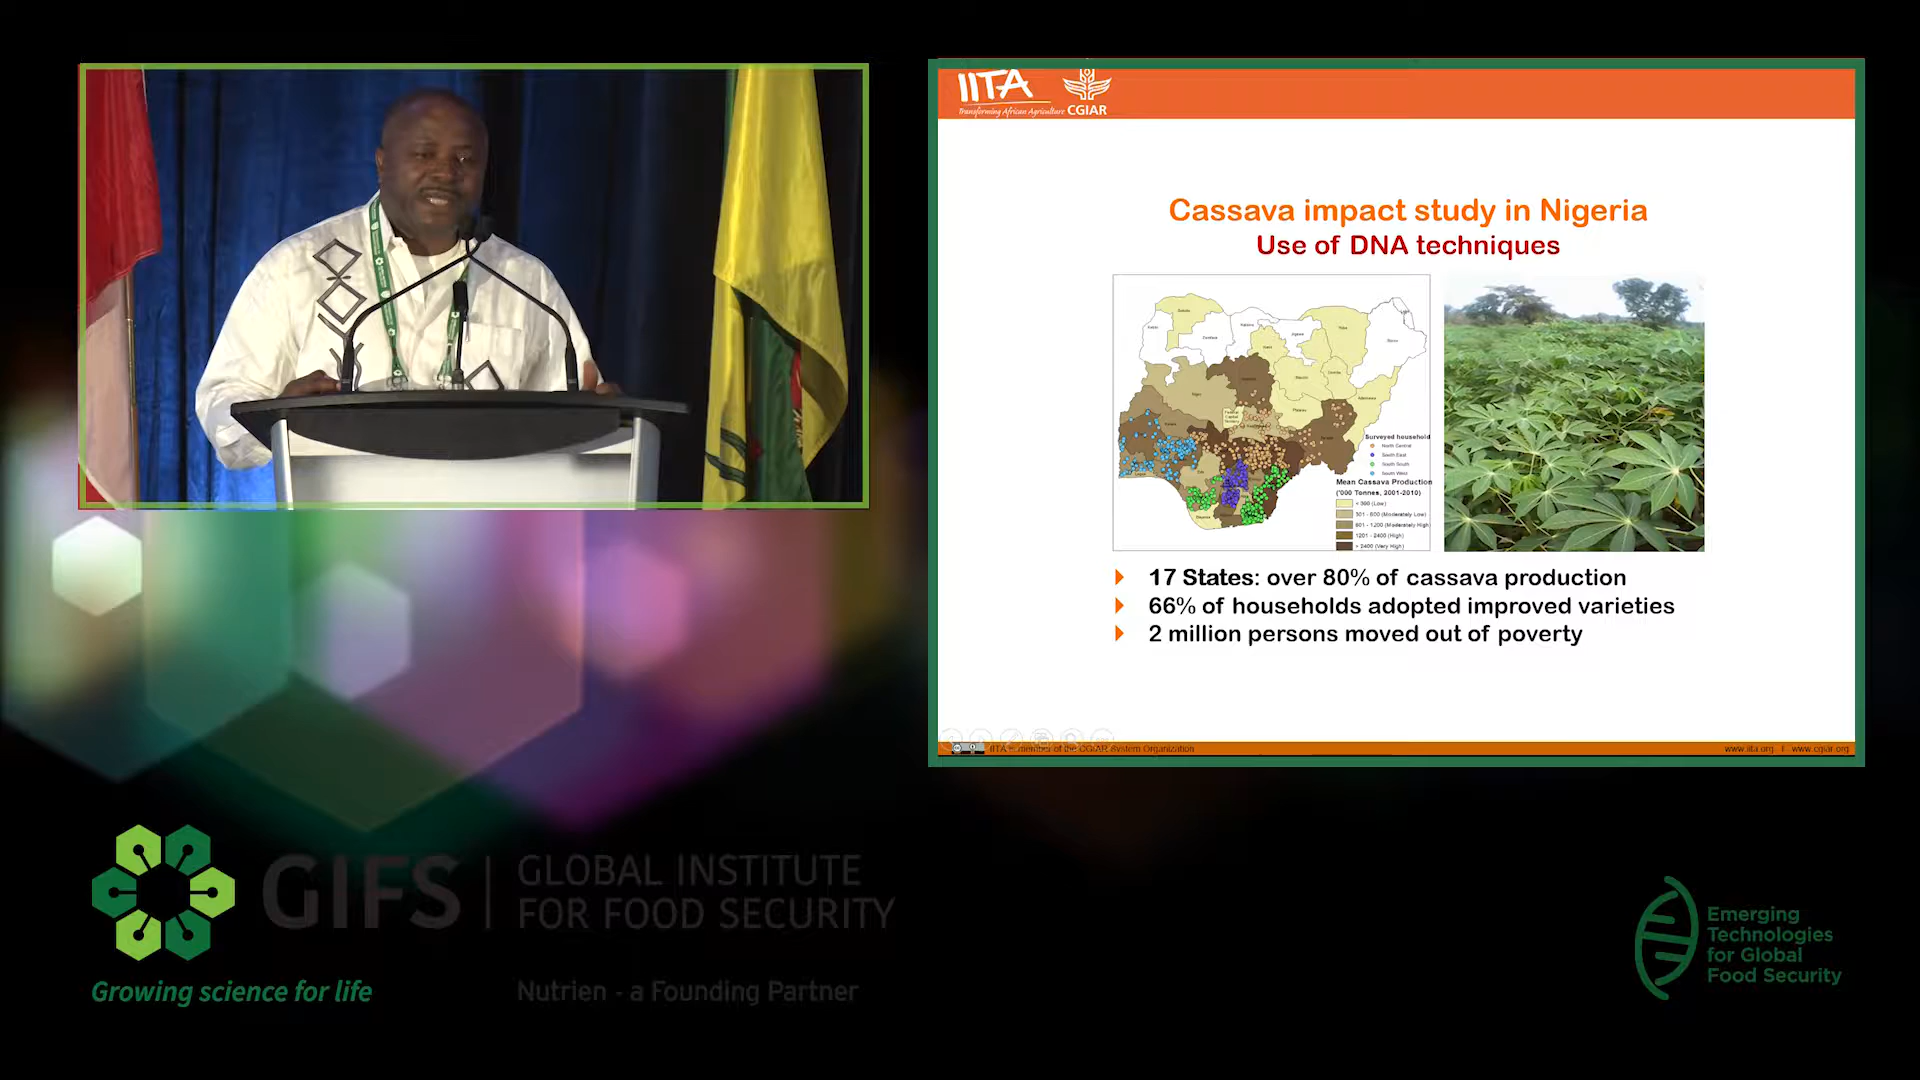 IITA
Transforming African Agriculture
CGIAR
Cassava impact study in Nigeria
Use of DNA techniques
Surveyed household
North Central
South East
South South
South West
Mean Cassava Production
('000 Tonnes, 2001-2010)
< 300 (Low)
301 - 600 (Moderately Low)
601 - 1200 (Moderately High)
1201 - 2400 (High)
> 2400 (Very High)
17 States: over 80% of cassava production
66% of households adopted improved varieties
2 million persons moved out of poverty
IITA – member of the CGIAR System Organization
www.iita.org I www.cgiar.org
GIFS
GLOBAL INSTITUTE
FOR FOOD SECURITY
Growing science for life
Nutrien - a Founding Partner
Emerging
Technologies
for Global
Food Security